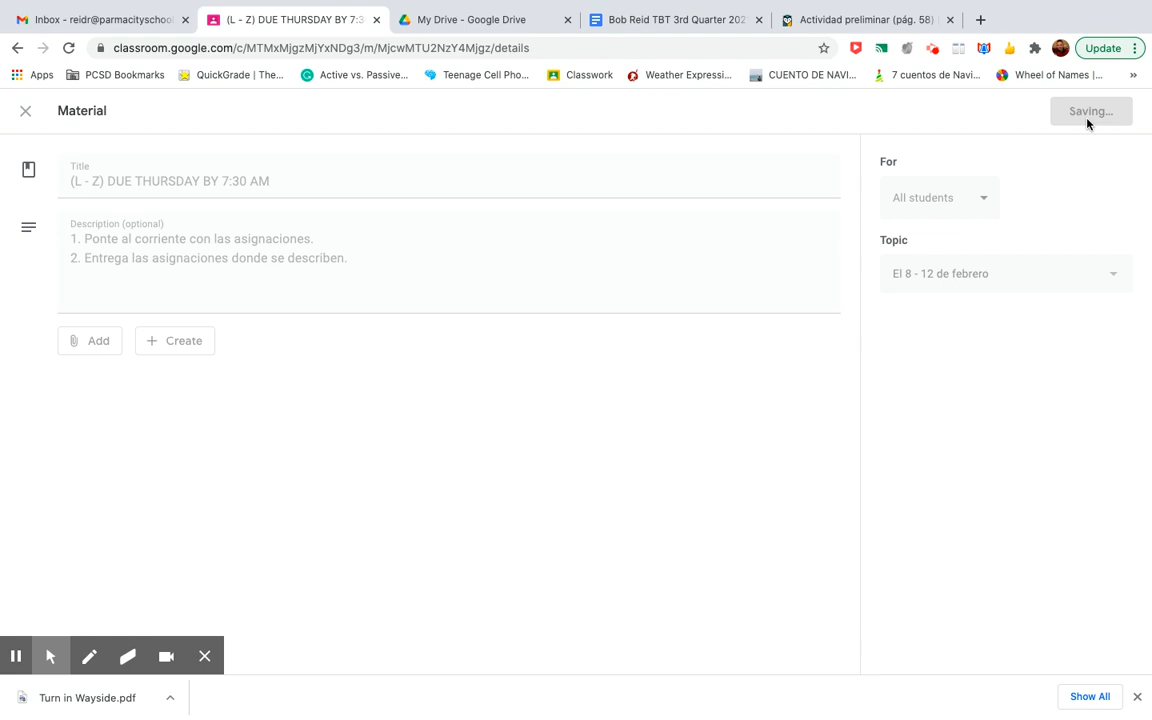 Inbox - reidr@parmacityschool
(L - Z) DUE THURSDAY BY 7:3
My Drive - Google Drive
Bob Reid TBT 3rd Quarter 202
Actividad preliminar (pág. 58)
classroom.google.com/c/MTMxMjgzMjYxNDg3/m/MjcwMTU2NzY4Mjgz/details
Update
Apps
PCSD Bookmarks
QuickGrade | The...
Active vs. Passive...
Teenage Cell Pho...
Classwork
Weather Expressi...
CUENTO DE NAVI...
7 cuentos de Navi...
Wheel of Names |...
»
Material
Saving...
Title
(L - Z) DUE THURSDAY BY 7:30 AM
Description (optional)
1. Ponte al corriente con las asignaciones.
2. Entrega las asignaciones donde se describen.
Add
Create
For
All students
Topic
El 8 - 12 de febrero
Turn in Wayside.pdf
Show All